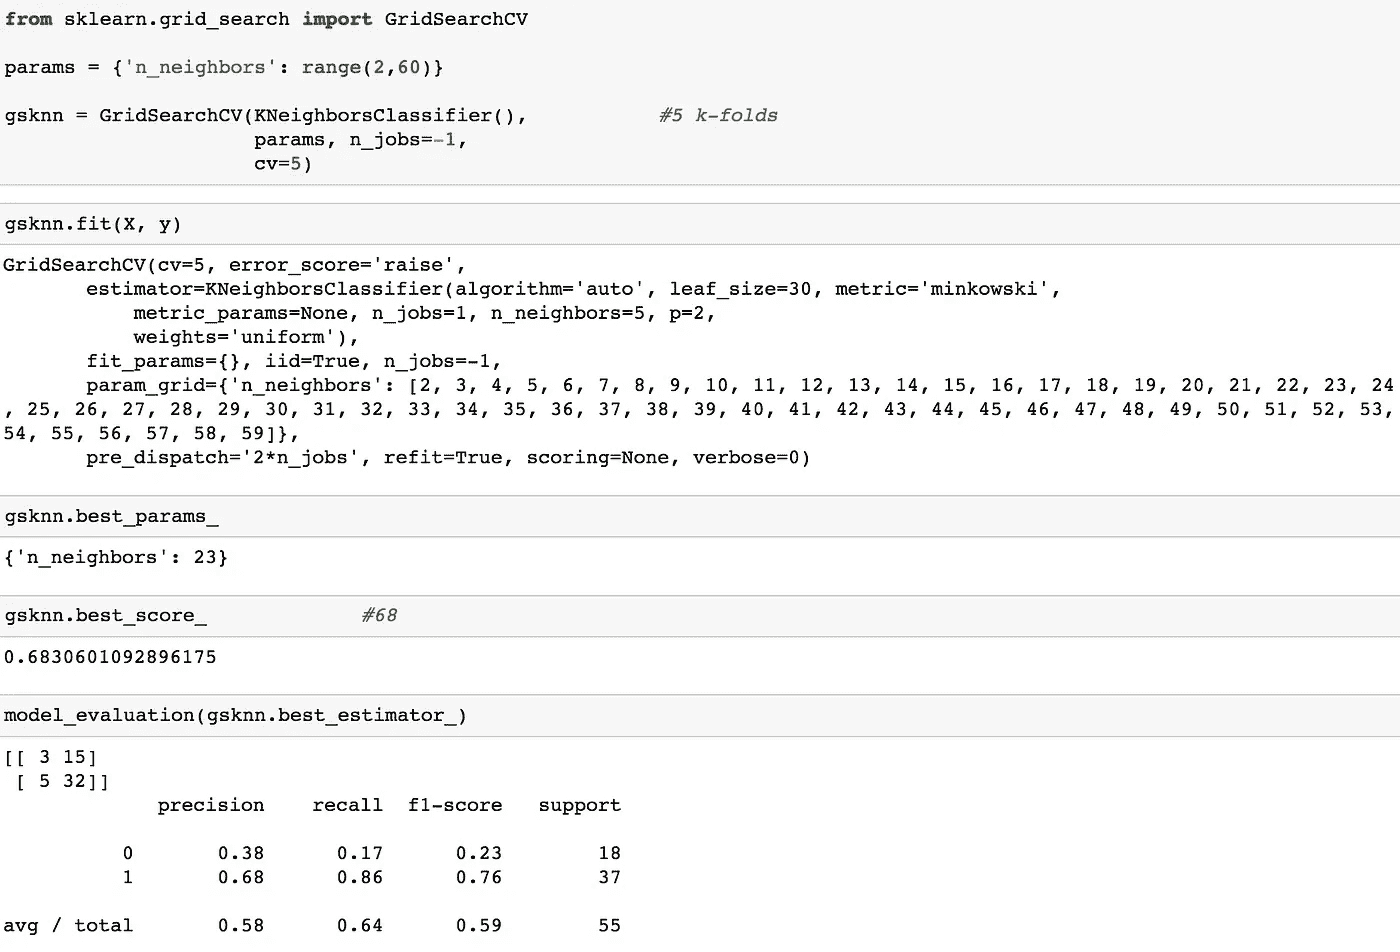 from sklearn.grid_search import GridSearchCV
params = {'n_neighbors': range(2,60)}
gsknn = GridSearchCV(KNeighborsClassifier(), #5 k-folds
params, n_jobs=-1,
cv=5)
gsknn.fit(X, y)
GridSearchCV(cv=5, error_score='raise',
estimator=KNeighborsClassifier(algorithm='auto', leaf_size=30, metric='minkowski',
metric_params=None, n_jobs=1, n_neighbors=5, p=2,
weights='uniform'),
fit_params={}, iid=True, n_jobs=-1,
param_grid={'n_neighbors': [2, 3, 4, 5, 6, 7, 8, 9, 10, 11, 12, 13, 14, 15, 16, 17, 18, 19, 20, 21, 22, 23, 24
, 25, 26, 27, 28, 29, 30, 31, 32, 33, 34, 35, 36, 37, 38, 39, 40, 41, 42, 43, 44, 45, 46, 47, 48, 49, 50, 51, 52, 53,
54, 55, 56, 57, 58, 59]},
pre_dispatch='2*n_jobs', refit=True, scoring=None, verbose=0)
gsknn.best_params_
{'n_neighbors': 23}
gsknn.best_score_ #68
0.6830601092896175
model_evaluation(gsknn.best_estimator_)
[[ 3 15]
[ 5 32]]
precision recall f1-score support
0 0.38 0.17 0.23 18
1 0.68 0.86 0.76 37
avg / total 0.58 0.64 0.59 55